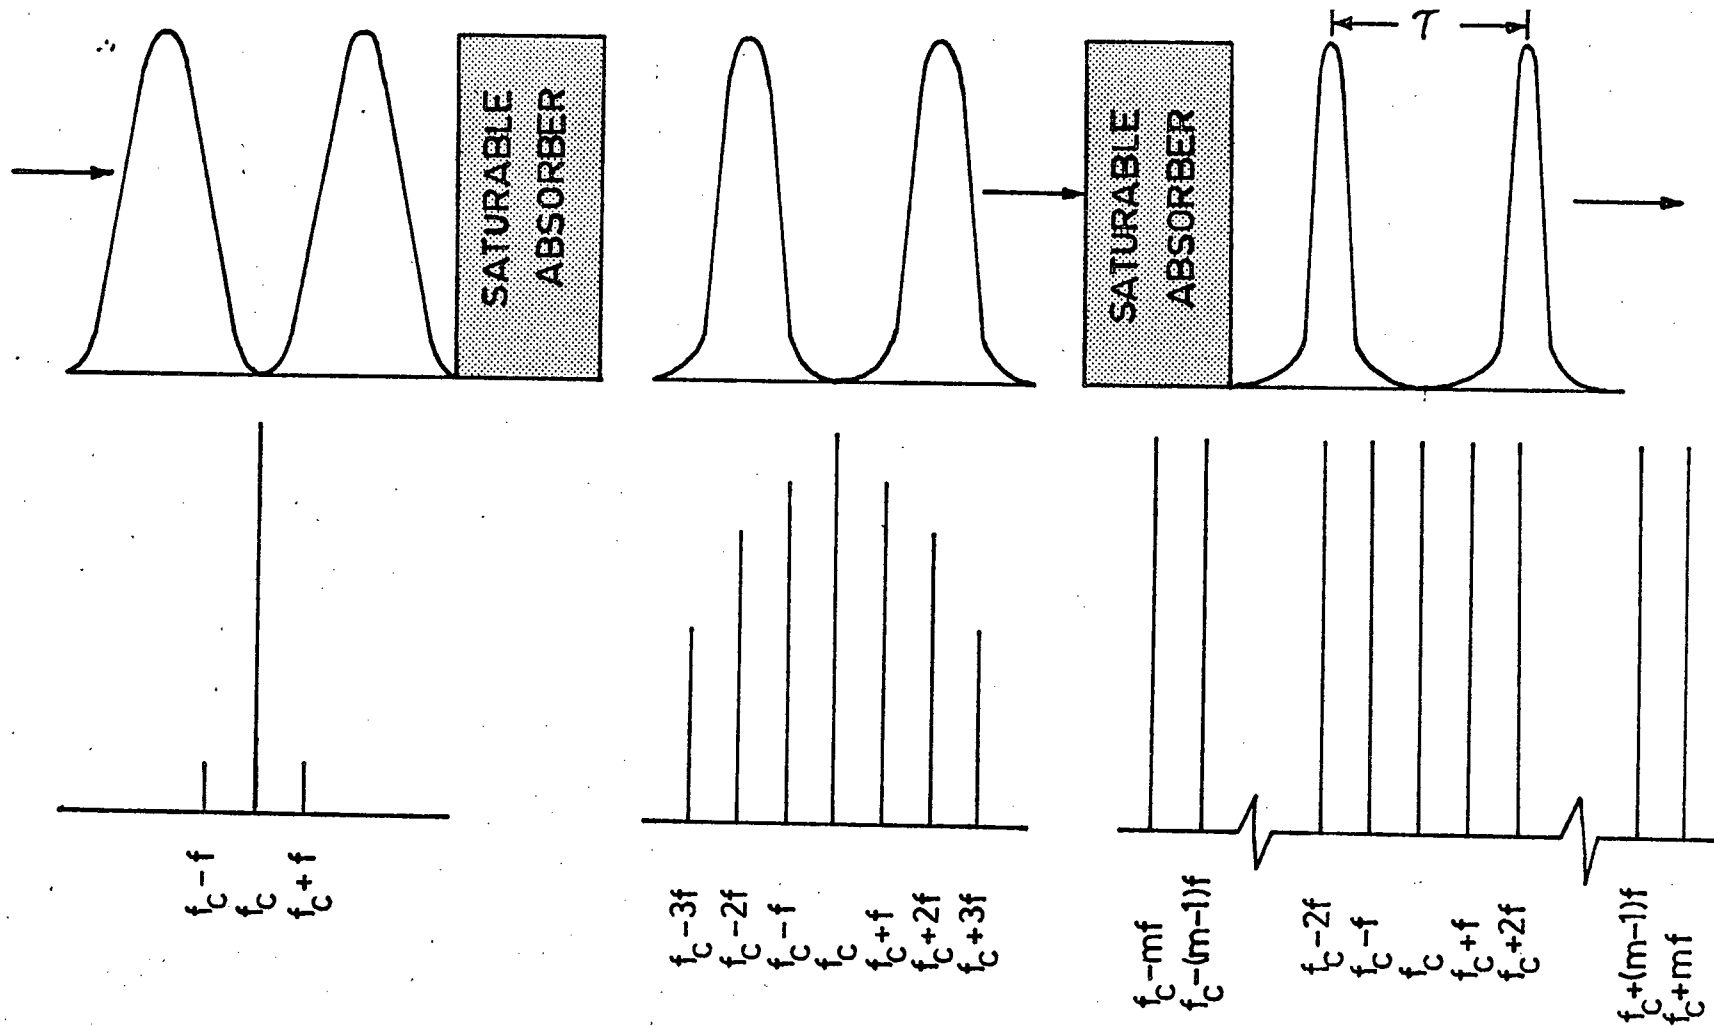 SATURABLE
ABSORBER
SATURABLE
ABSORBER
τ
f_c-f
f_c
f_c+f
f_c-3f
f_c-2f
f_c-f
f_c
f_c+f
f_c+2f
f_c+3f
f_c-mf
f_c-(m-1)f
f_c-2f
f_c-f
f_c
f_c+f
f_c+2f
f_c+(m-1)f
f_c+mf